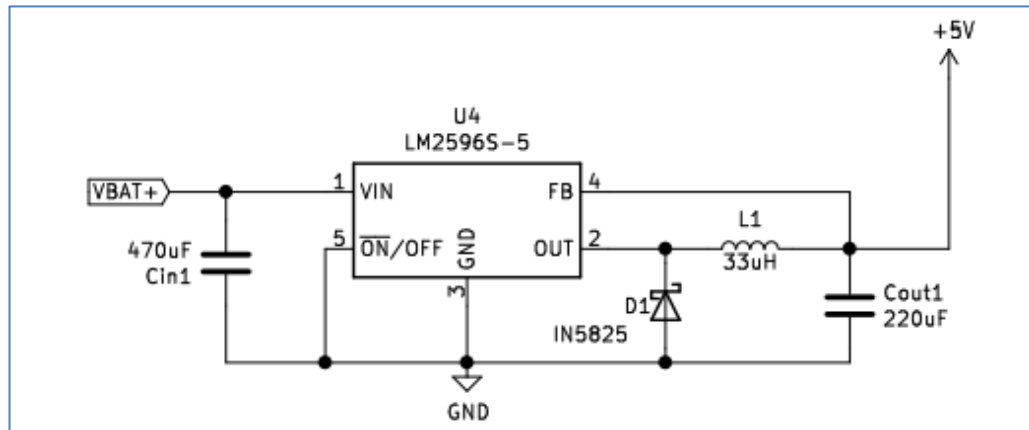 +5V
U4
LM2596S-5
VBAT+
1
VIN
FB
4
L1
470uF
Cin1
5
ON/OFF
GND
OUT
2
33uH
3
D1
IN5825
Cout1
220uF
GND